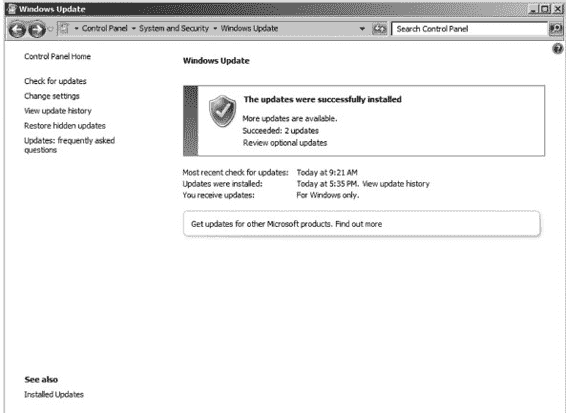 Windows Update
Control Panel System and Security Windows Update
Search Control Panel
Control Panel Home
Check for updates
Change settings
View update history
Restore hidden updates
Updates: frequently asked
questions
Windows Update
The updates were successfully installed
More updates are available.
Succeeded: 2 updates
Review optional updates
Most recent check for updates: Today at 9:21 AM
Updates were installed: Today at 5:35 PM. View update history
You receive updates: For Windows only.
Get updates for other Microsoft products. Find out more
See also
Installed Updates